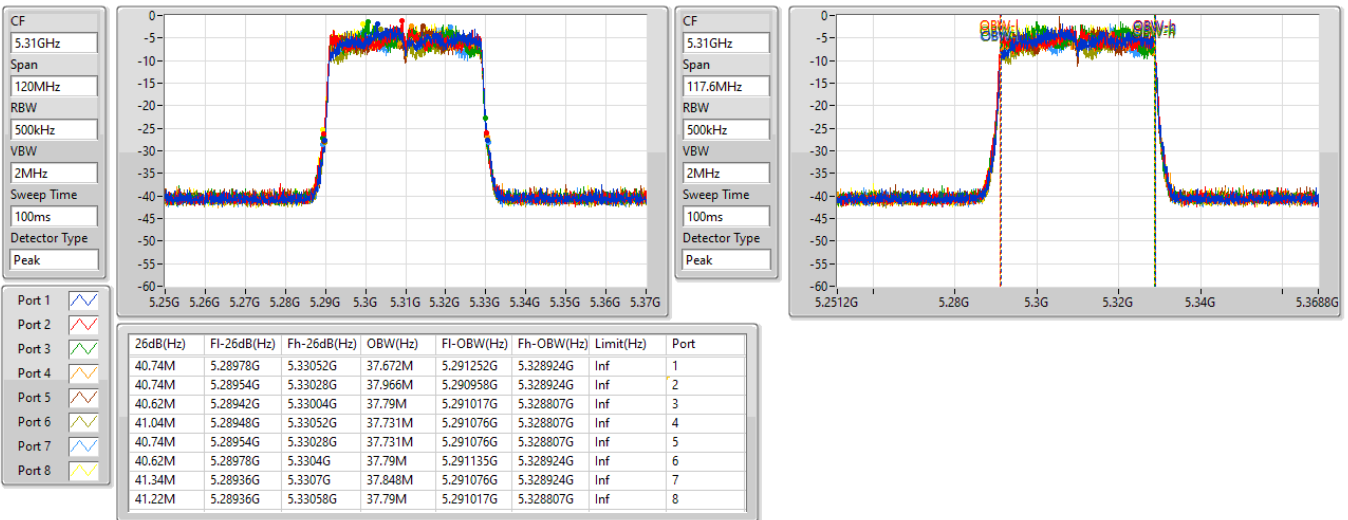 CF
5.31GHz
Span
120MHz
RBW
500kHz
VBW
2MHz
Sweep Time
100ms
Detector Type
Peak
0
-5
-10
-15
-20
-25
-30
-35
-40
-45
-50
-55
-60
5.25G 5.26G 5.27G 5.28G 5.29G 5.3G 5.31G 5.32G 5.33G 5.34G 5.35G 5.36G 5.37G
CF
5.31GHz
Span
117.6MHz
RBW
500kHz
VBW
2MHz
Sweep Time
100ms
Detector Type
Peak
0
-5
-10
-15
-20
-25
-30
-35
-40
-45
-50
-55
-60
OBW-l OBW-h
5.2512G 5.28G 5.3G 5.32G 5.34G 5.3688G
Port 1
Port 2
Port 3
Port 4
Port 5
Port 6
Port 7
Port 8
26dB(Hz) Fl-26dB(Hz) Fh-26dB(Hz) OBW(Hz) Fl-OBW(Hz) Fh-OBW(Hz) Limit(Hz) Port
40.74M 5.28978G 5.33052G 37.672M 5.291252G 5.328924G Inf 1
40.74M 5.28954G 5.33028G 37.966M 5.290958G 5.328924G Inf 2
40.62M 5.28942G 5.33004G 37.79M 5.291017G 5.328807G Inf 3
41.04M 5.28948G 5.33052G 37.731M 5.291076G 5.328807G Inf 4
40.74M 5.28954G 5.33028G 37.731M 5.291076G 5.328807G Inf 5
40.62M 5.28978G 5.3304G 37.79M 5.291135G 5.328924G Inf 6
41.34M 5.28936G 5.3307G 37.848M 5.291076G 5.328924G Inf 7
41.22M 5.28936G 5.33058G 37.79M 5.291017G 5.328807G Inf 8